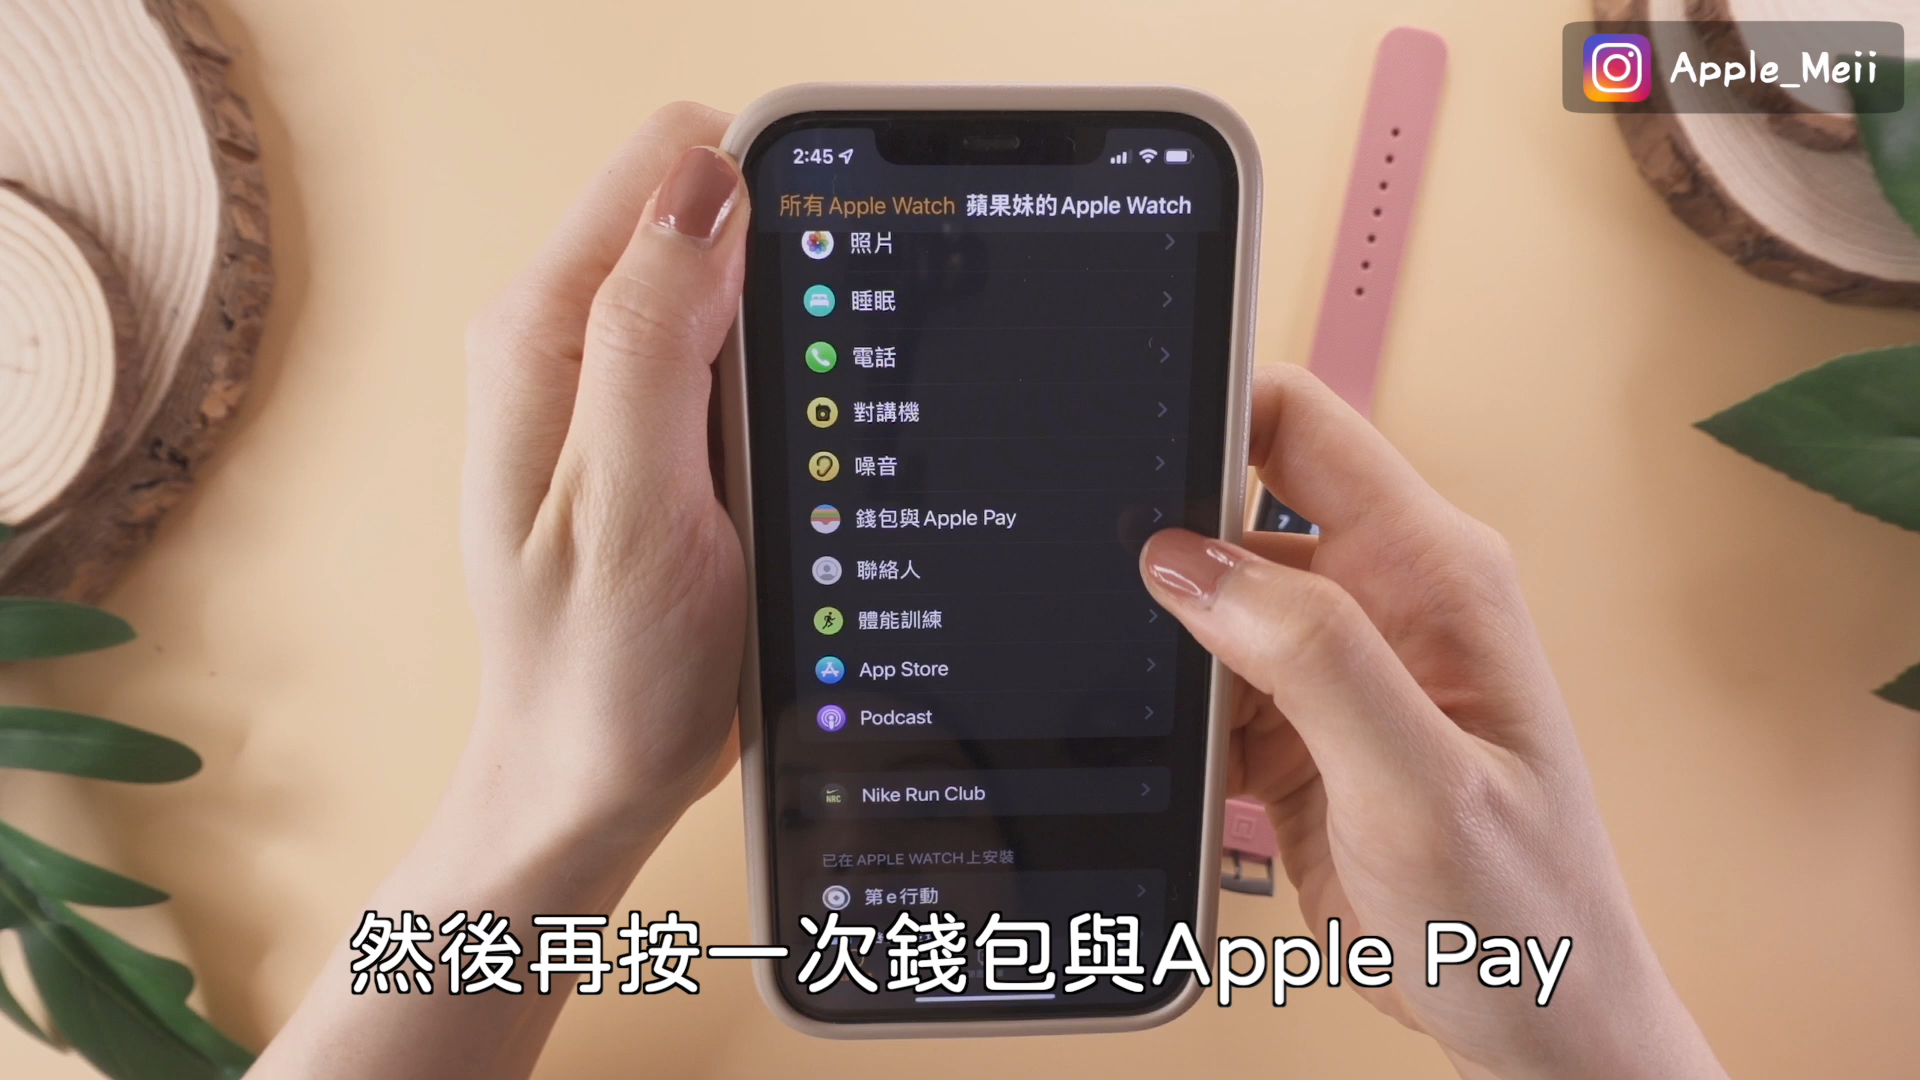 Apple_Meii
2:45
所有 Apple Watch 蘋果妹的 Apple Watch
照片
睡眠
電話
對講機
噪音
錢包與 Apple Pay
聯絡人
體能訓練
App Store
Podcast
NRC Nike Run Club
已在 APPLE WATCH 上安裝
第e行動
然後再按一次錢包與Apple Pay